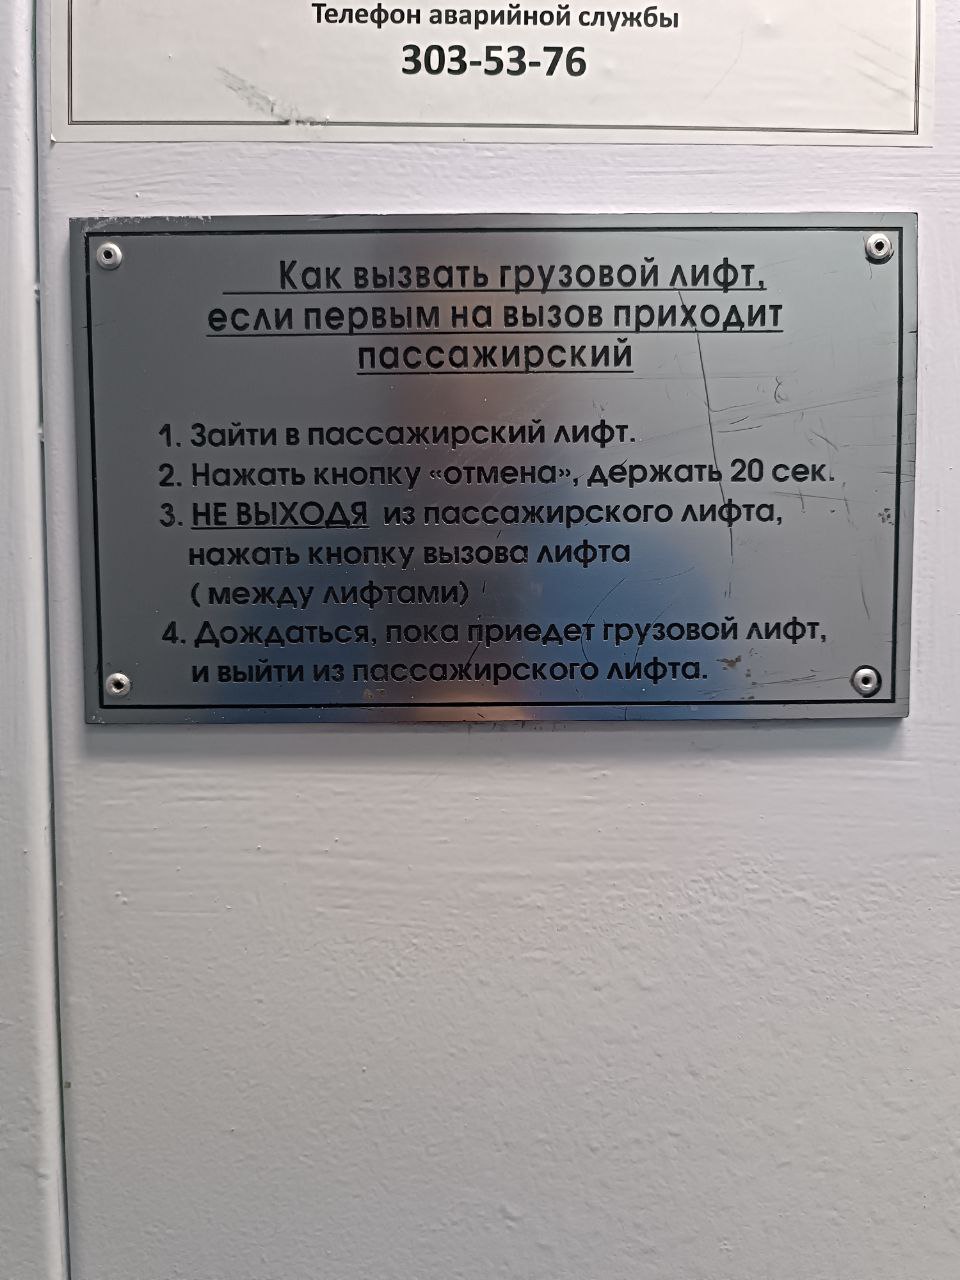 Телефон аварийной службы
303-53-76
Как вызвать грузовой лифт,
если первым на вызов приходит
пассажирский
1. Зайти в пассажирский лифт.
2. Нажать кнопку «отмена», держать 20 сек.
3. НЕ ВЫХОДЯ из пассажирского лифта,
нажать кнопку вызова лифта
( между лифтами)
4. Дождаться, пока приедет грузовой лифт,
и выйти из пассажирского лифта.